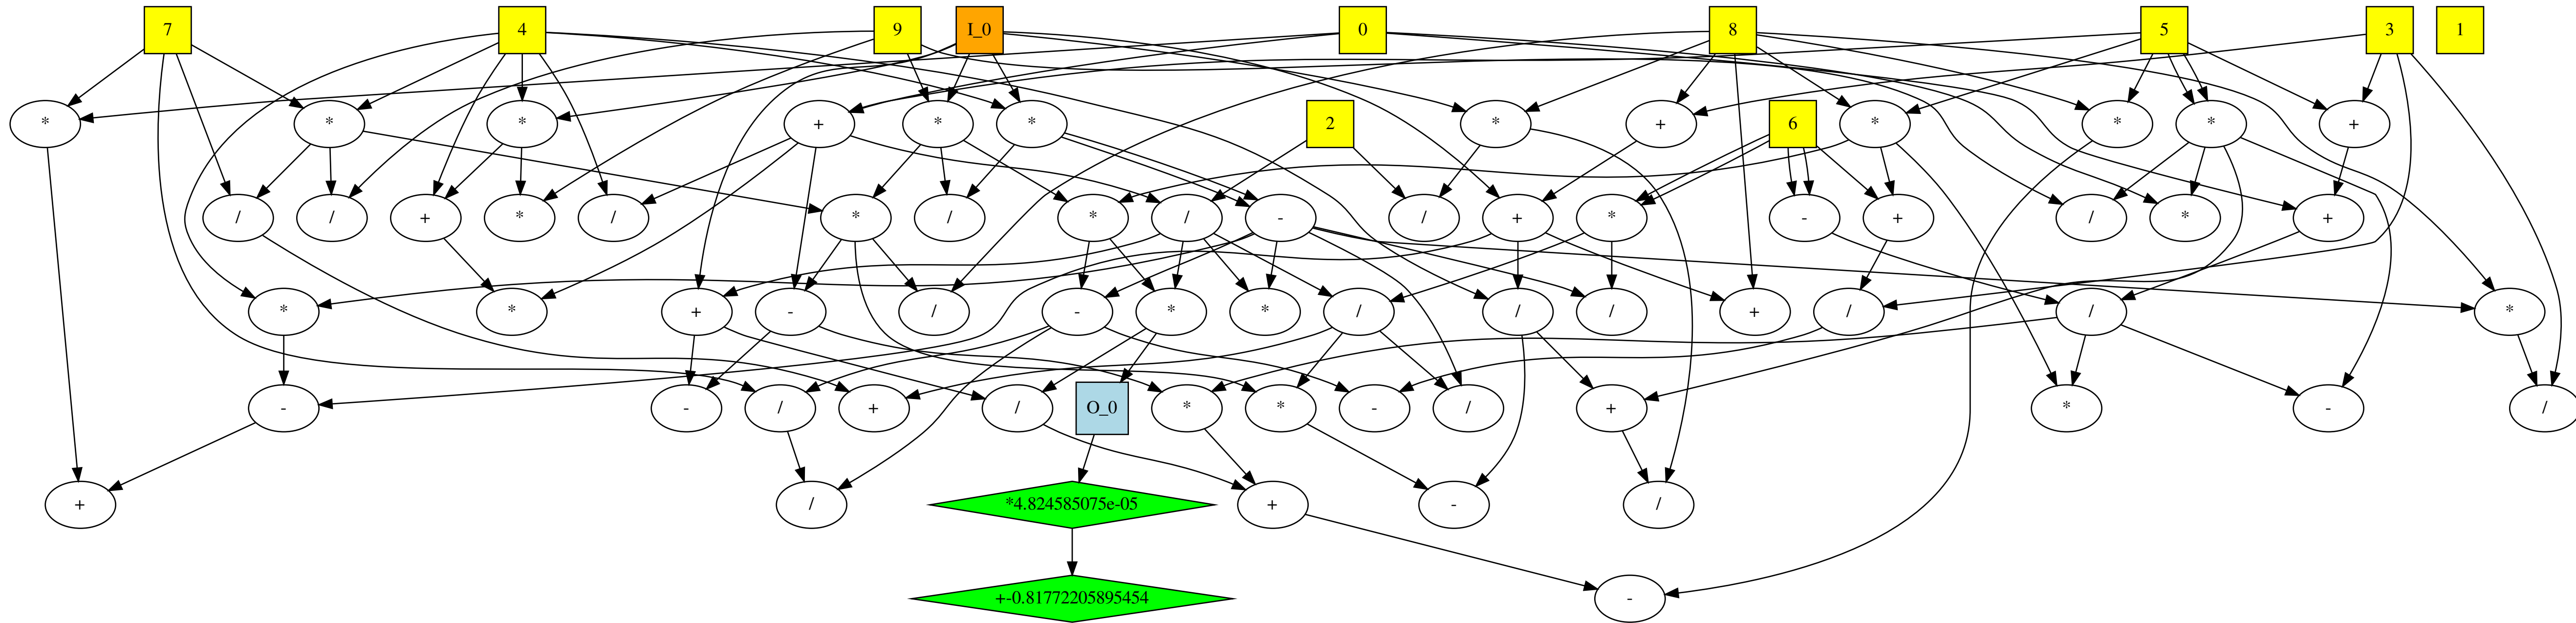 7 4 9 I_0 0 8 5 3 1
* * * + * * 2 * + 6 * * * +
/ / + * / * / * / - / + * - + / * +
* * + - / - * * / / / + / / *
- - / + / O_0 * * - / + * - /
+ / *4.824585075e-05 + - /
+-0.81772205895454 -